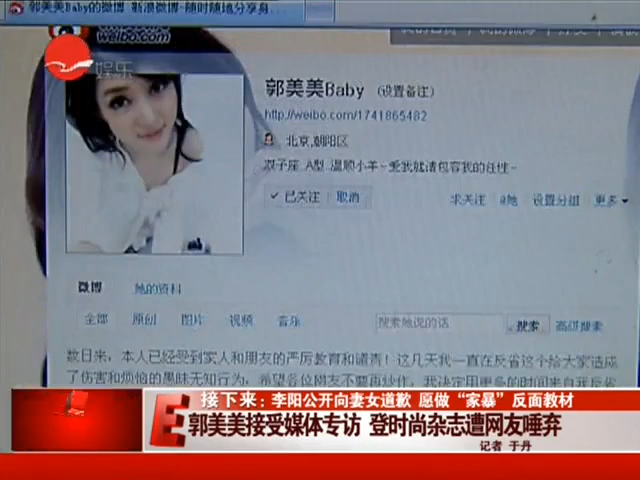 郭美美Baby的微博 新浪微博-随时随地分享身...
weibo.com
娱乐
郭美美Baby (设置备注)
http://weibo.com/1741865482
北京,朝阳区
双子座 A型 温顺小羊~爱我就请包容我的任性~
✓ 已关注 | 取消
求关注 @她 设置分组 更多
微博 她的资料
全部 原创 图片 视频 音乐
搜索她说的话 搜索 高级搜索
数日来，本人已经受到家人和朋友的严厉教育和谴责！这几天我一直在反省这个给大家造成
了伤害和烦恼的愚昧无知行为，希望各位网友不要再炒作，我决定用更多的时间来自我反省
接下来：李阳公开向妻女道歉 愿做“家暴”反面教材
郭美美接受媒体专访 登时尚杂志遭网友唾弃
记者 于丹